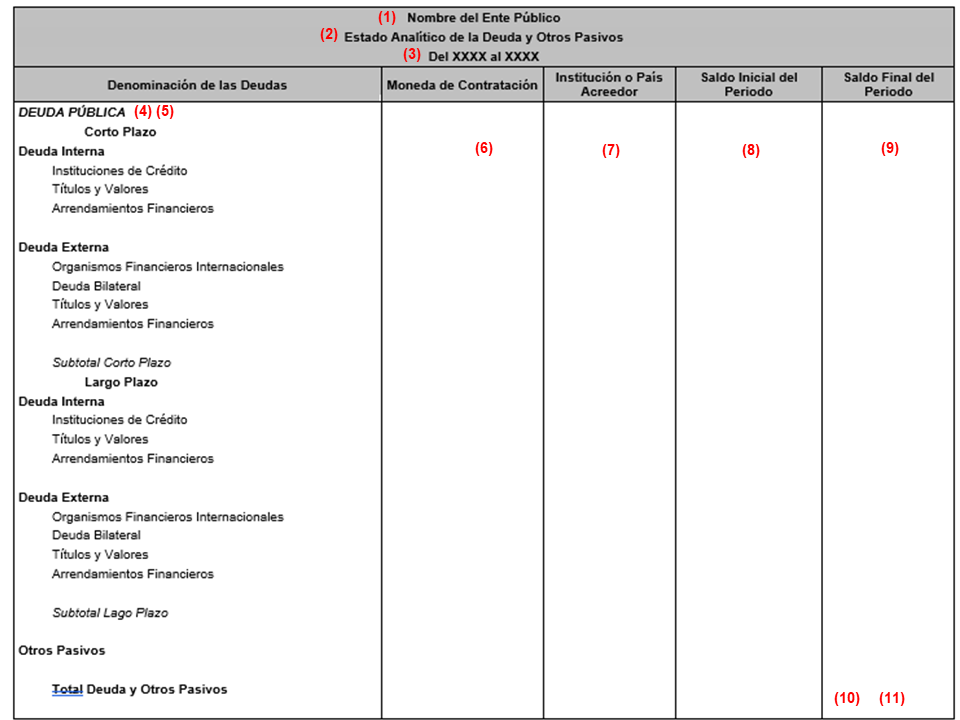 (1) Nombre del Ente Público
(2) Estado Analítico de la Deuda y Otros Pasivos
(3) Del XXXX al XXXX
Denominación de las Deudas Moneda de Contratación Institución o País Acreedor Saldo Inicial del Periodo Saldo Final del Periodo
DEUDA PÚBLICA (4) (5)
Corto Plazo
Deuda Interna (6) (7) (8) (9)
Instituciones de Crédito
Títulos y Valores
Arrendamientos Financieros
Deuda Externa
Organismos Financieros Internacionales
Deuda Bilateral
Títulos y Valores
Arrendamientos Financieros
Subtotal Corto Plazo
Largo Plazo
Deuda Interna
Instituciones de Crédito
Títulos y Valores
Arrendamientos Financieros
Deuda Externa
Organismos Financieros Internacionales
Deuda Bilateral
Títulos y Valores
Arrendamientos Financieros
Subtotal Lago Plazo
Otros Pasivos
Total Deuda y Otros Pasivos (10) (11)